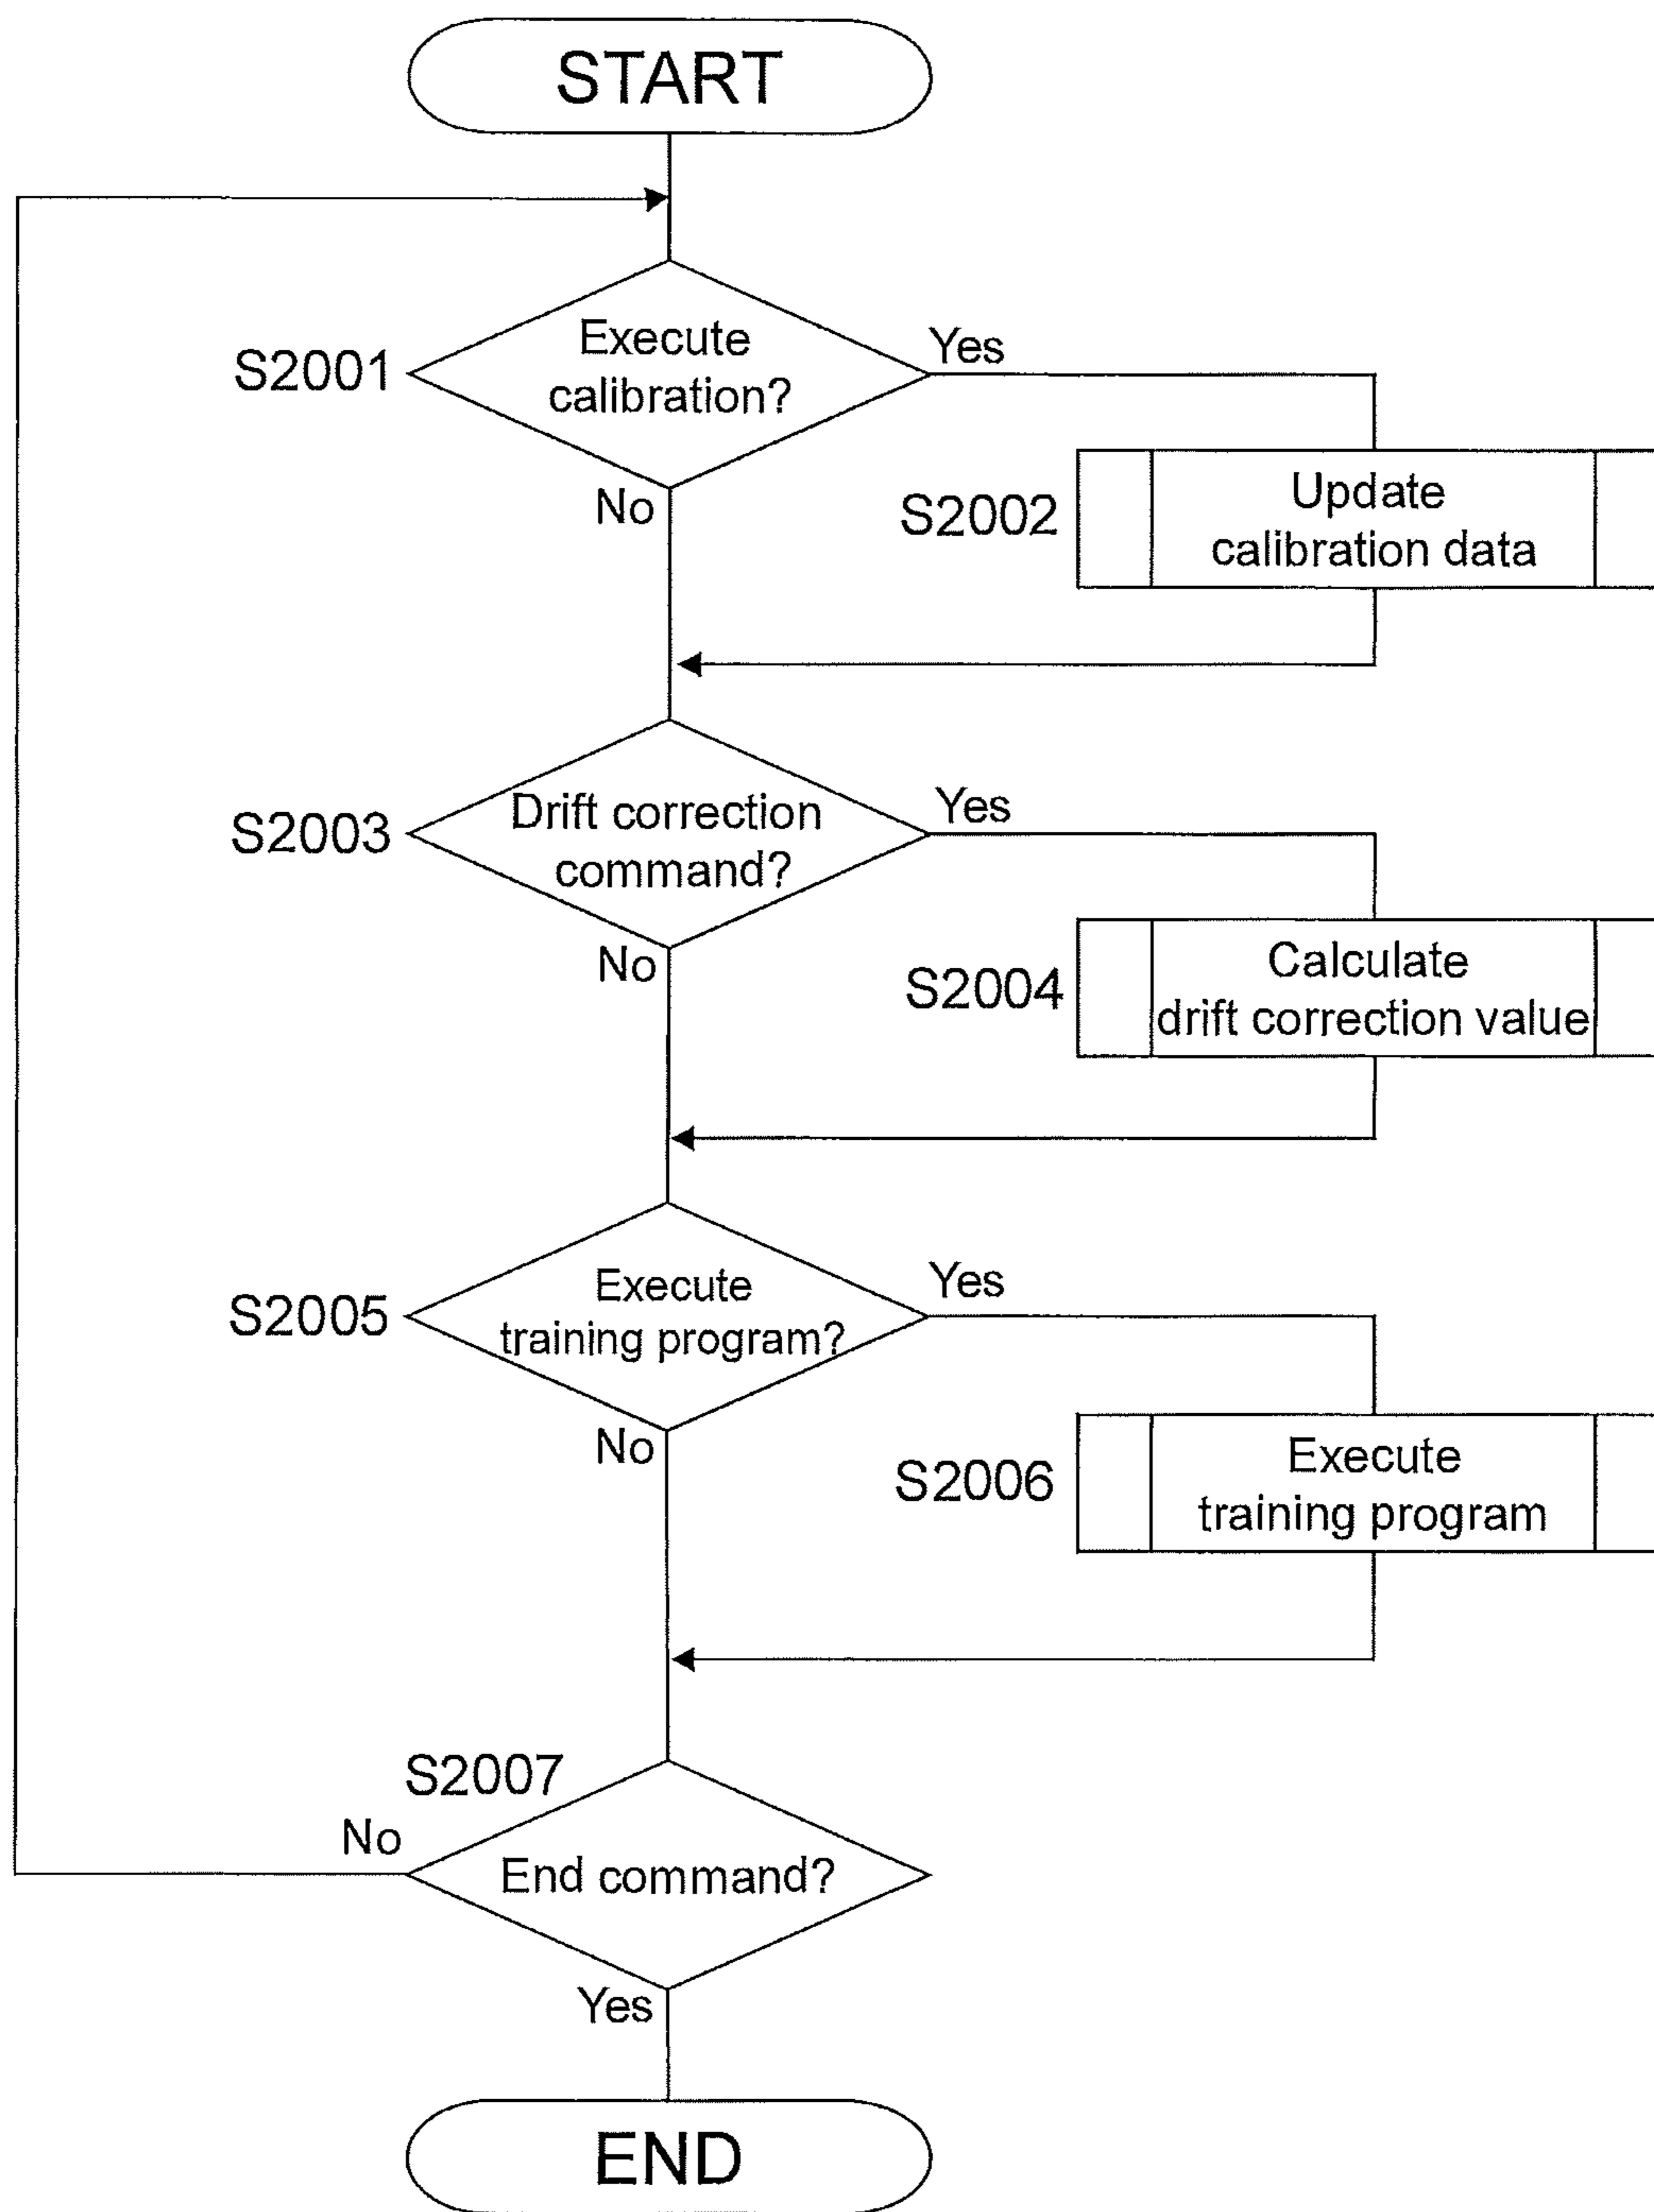 START
S2001
Execute
calibration?
Yes
No
S2002
Update
calibration data
S2003
Drift correction
command?
Yes
No
S2004
Calculate
drift correction value
S2005
Execute
training program?
Yes
No
S2006
Execute
training program
S2007
No
End command?
Yes
END